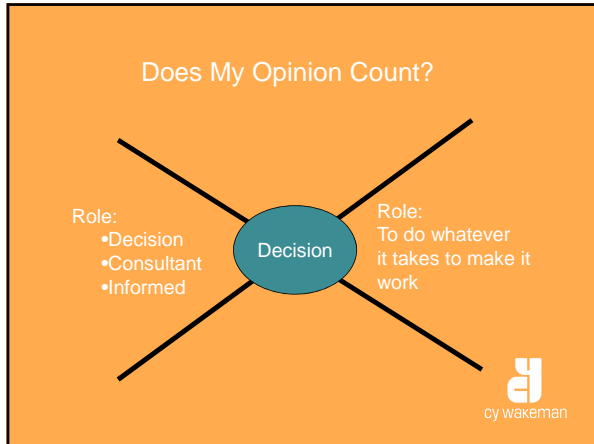 Does My Opinion Count?
Role:
•Decision
•Consultant
•Informed
Decision
Role:
To do whatever
it takes to make it
work
cy wakeman